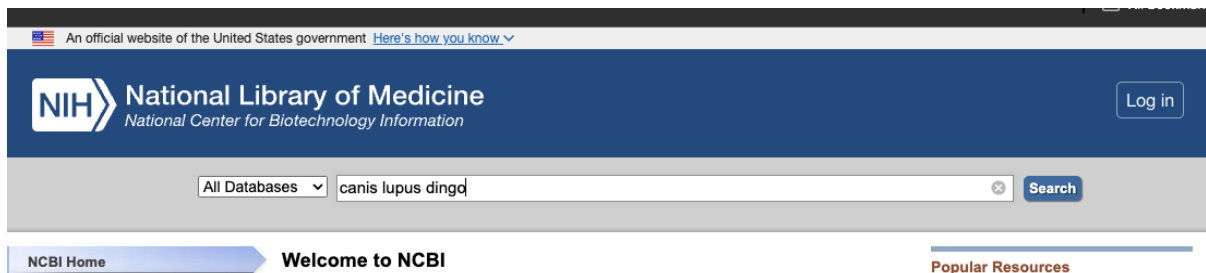 An official website of the United States government Here's how you know
NIH National Library of Medicine
National Center for Biotechnology Information
Log in
All Databases canis lupus dingo Search
NCBI Home Welcome to NCBI Popular Resources